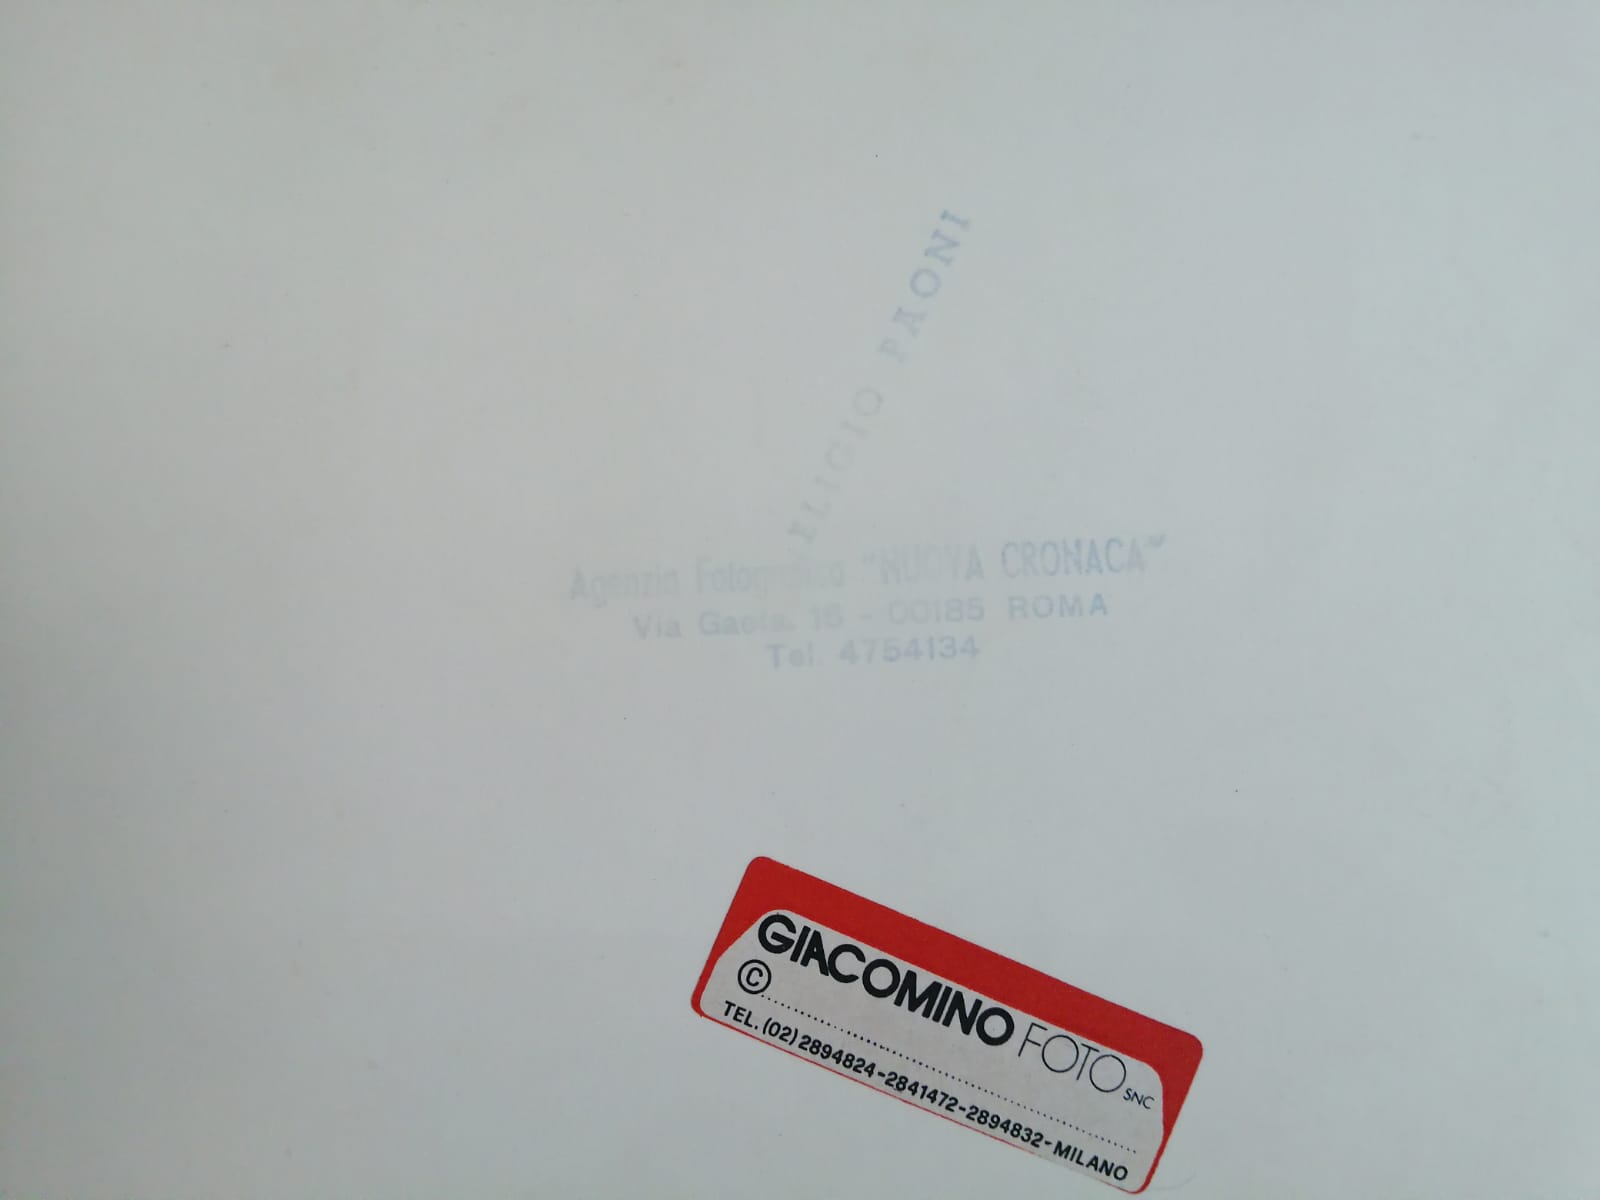 ELIGIO PAONI
Agenzia Fotografica "NUOVA CRONACA"
Via Gaeta, 16 - 00185 ROMA
Tel. 4754134
GIACOMINO FOTO SNC
©
TEL. (02) 2894824-2841472-2894832-MILANO